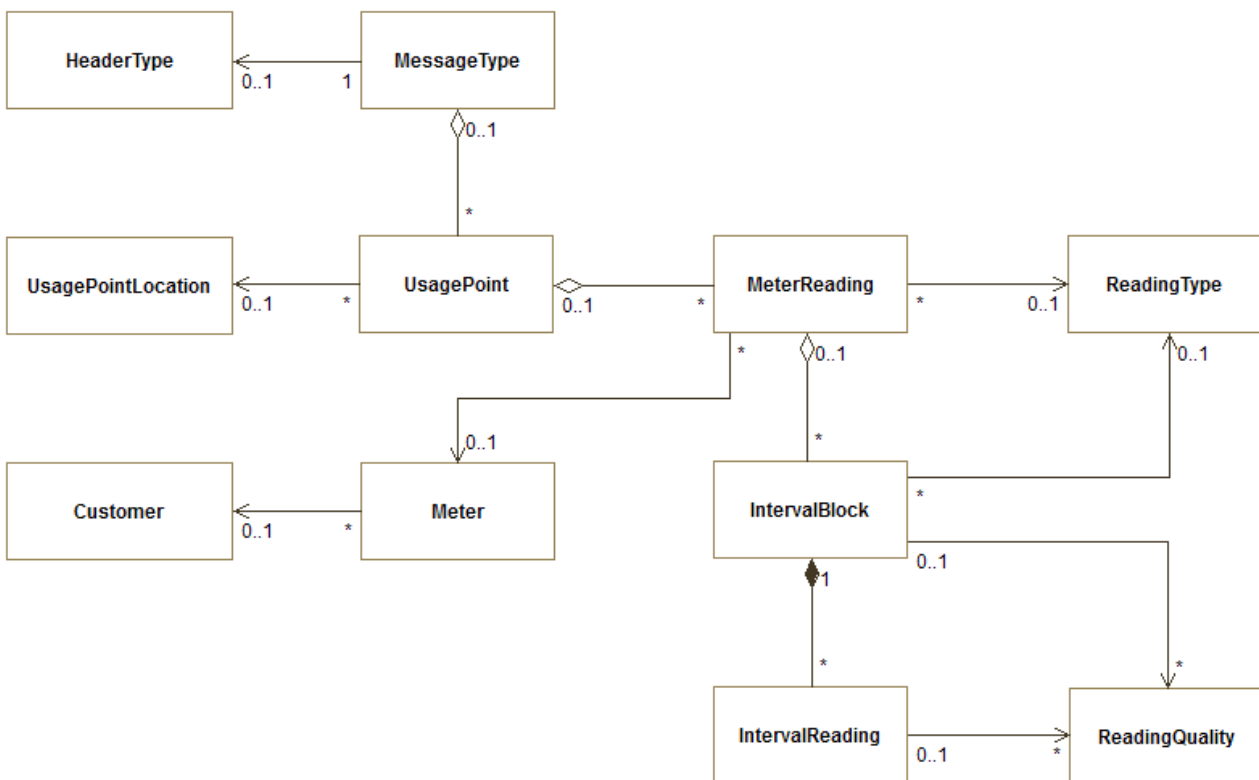 HeaderType
MessageType
0..1
1
0..1
*
UsagePointLocation
UsagePoint
MeterReading
ReadingType
0..1
*
0..1
*
*
0..1
*
0..1
0..1
0..1
*
Customer
Meter
IntervalBlock
0..1
*
*
0..1
1
*
*
IntervalReading
ReadingQuality
0..1
*